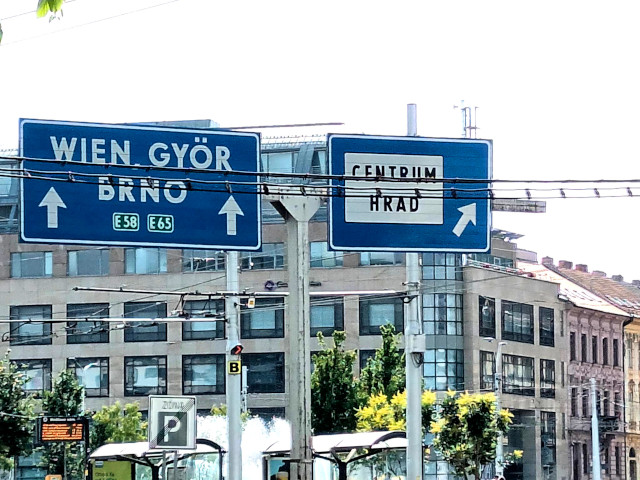 WIEN, GYÖR
BRNO
E58 E65
CENTRUM
HRAD
B
ZÓNA
P